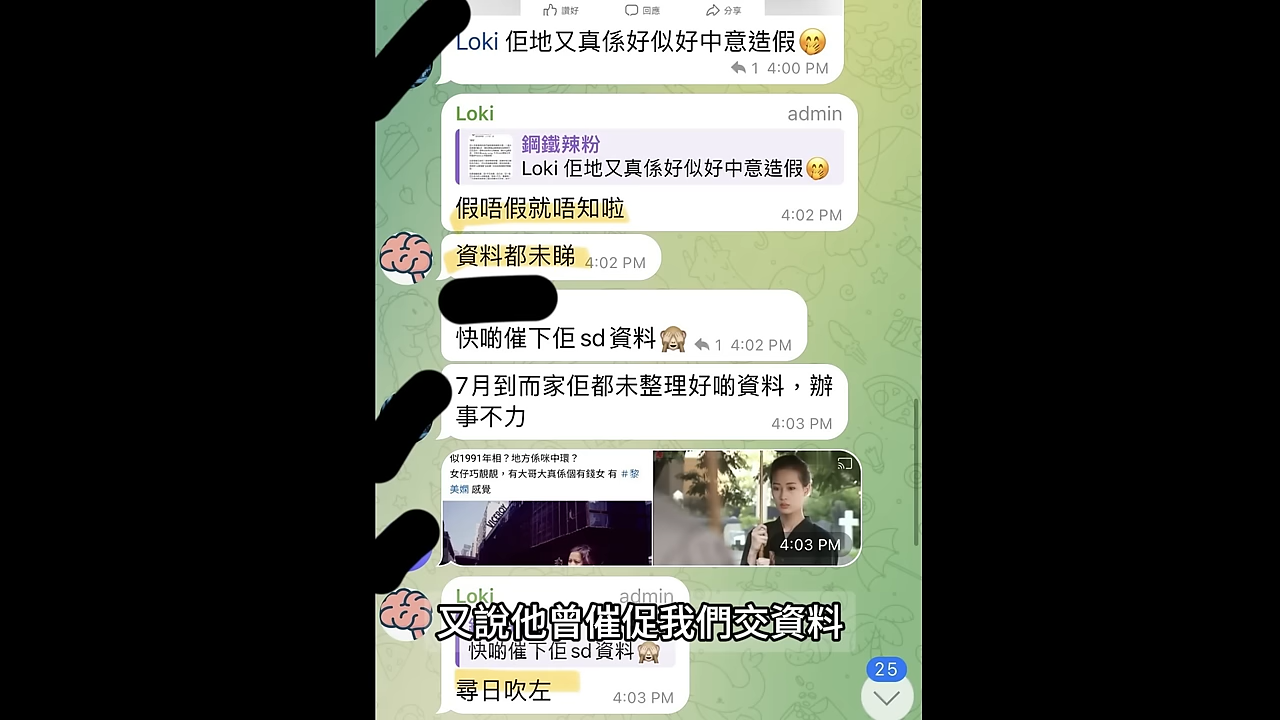 讚好 回應 分享
Loki 佢地又真係好似好中意造假🤭
1 4:00 PM
Loki admin
鋼鐵辣粉
Loki 佢地又真係好似好中意造假🤭
假唔假就唔知啦
4:02 PM
資料都未睇 4:02 PM
快啲催下佢 sd 資料🙈 1 4:02 PM
7月到而家佢都未整理好啲資料，辦
事不力
4:03 PM
似1991年相？地方係咪中環？
女仔巧靚靚，有大哥大真係個有錢女 有 #黎
美嫻 感覺
4:03 PM
Loki admin
又說他曾催促我們交資料
快啲催下佢 sd 資料🙈
尋日吹左 4:03 PM
25